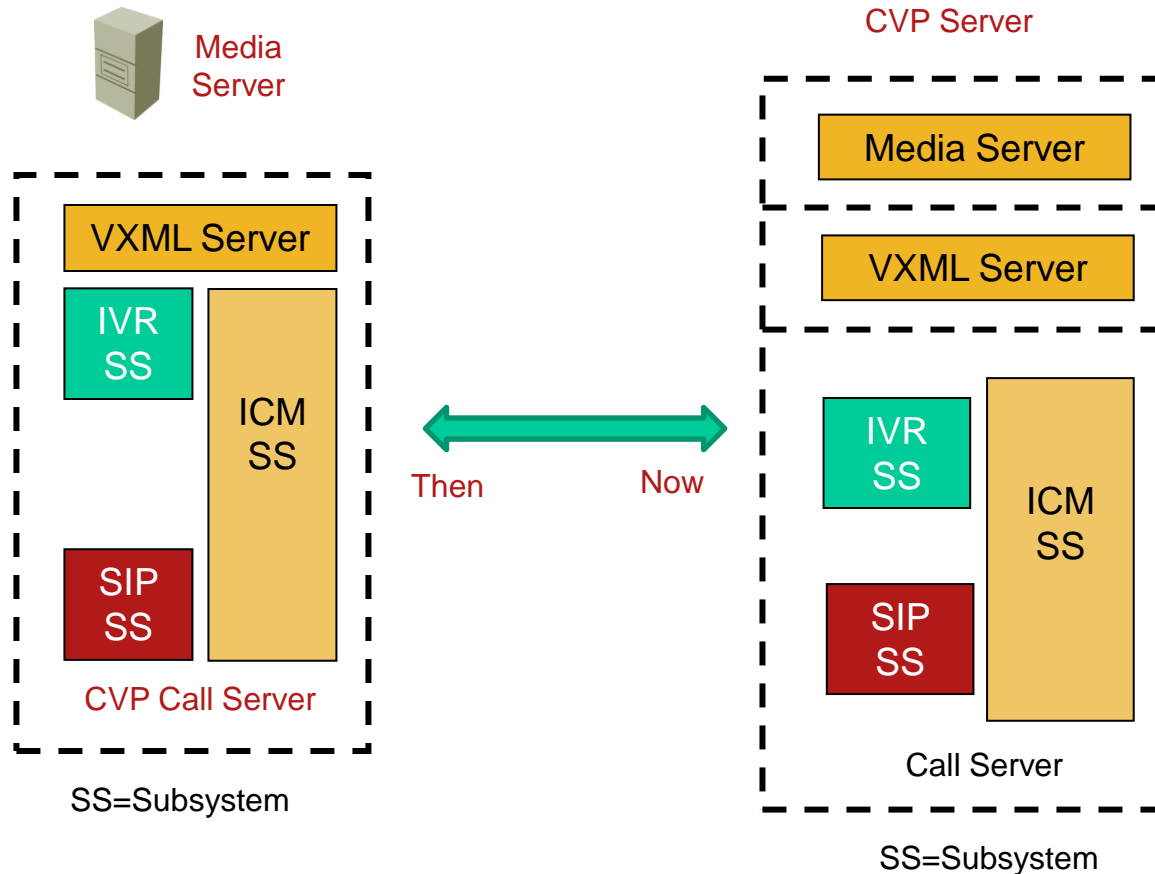 Media
Server
VXML Server
IVR
SS
ICM
SS
SIP
SS
CVP Call Server
SS=Subsystem
Then
Now
CVP Server
Media Server
VXML Server
IVR
SS
ICM
SS
SIP
SS
Call Server
SS=Subsystem